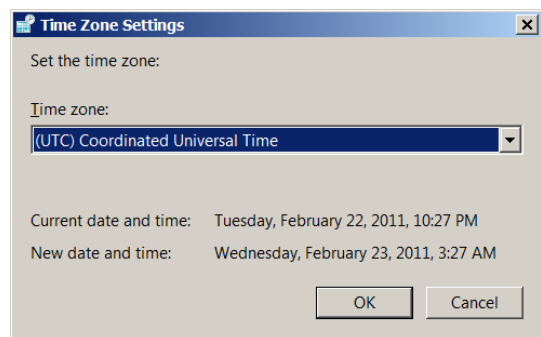 Time Zone Settings
Set the time zone:
Time zone:
(UTC) Coordinated Universal Time
Current date and time: Tuesday, February 22, 2011, 10:27 PM
New date and time: Wednesday, February 23, 2011, 3:27 AM
OK Cancel